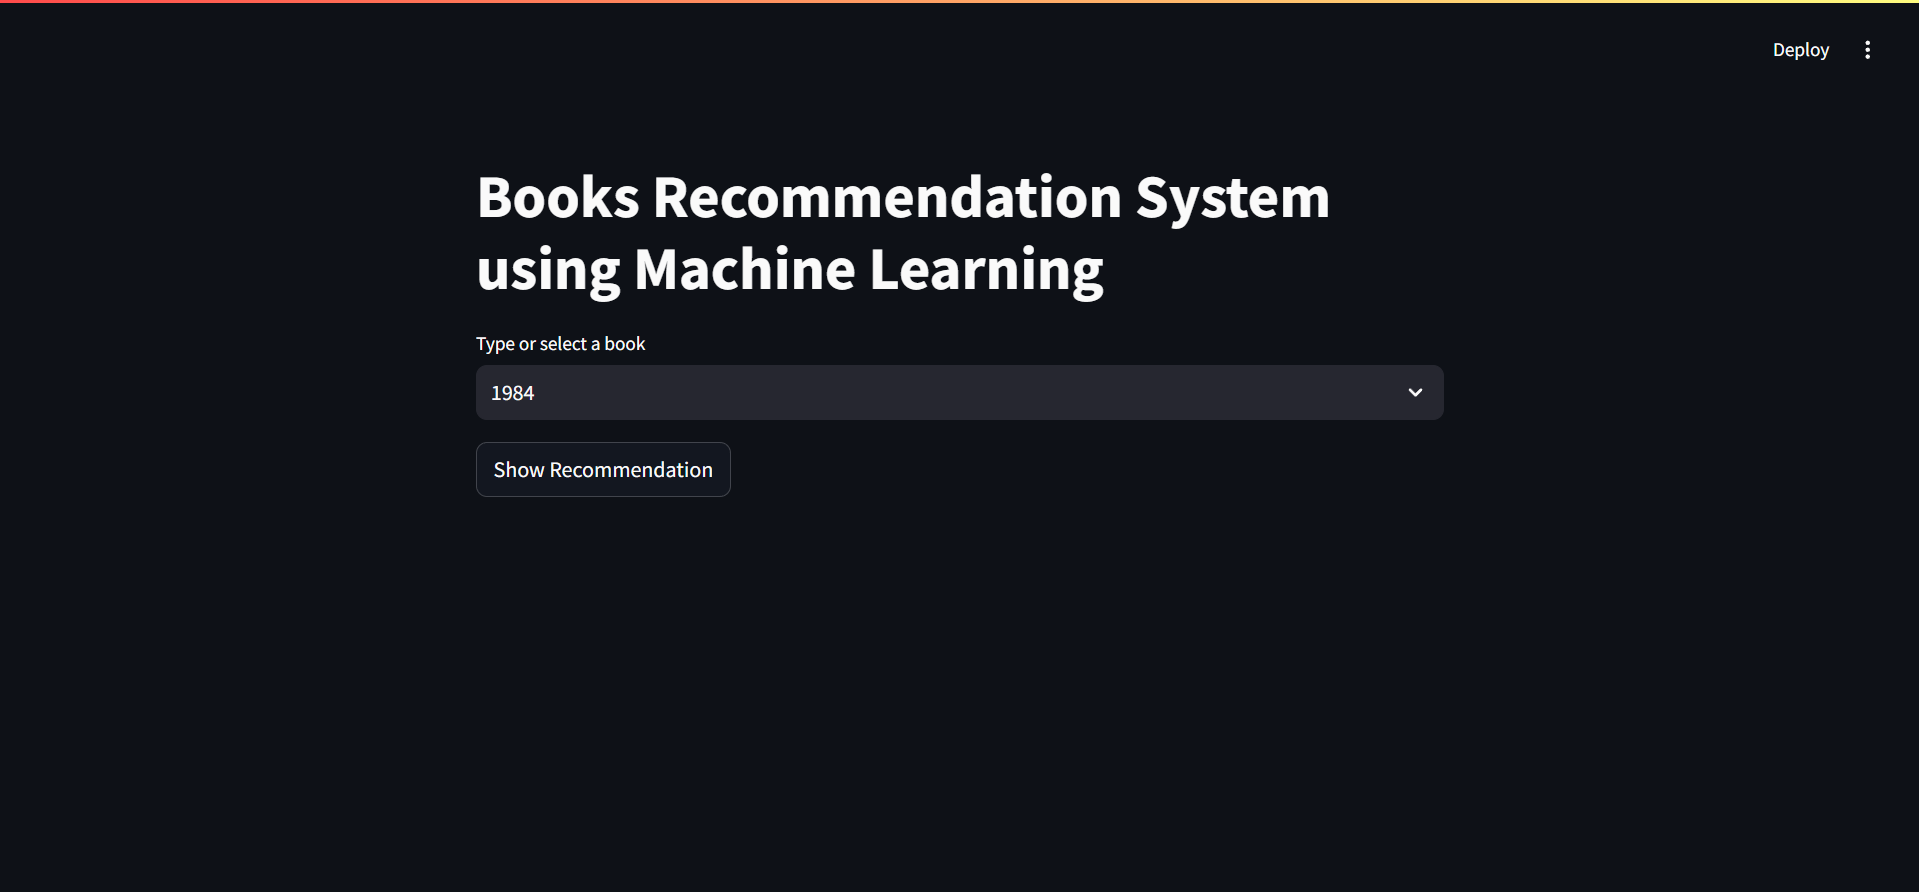 Deploy
Books Recommendation System
using Machine Learning
Type or select a book
1984
Show Recommendation